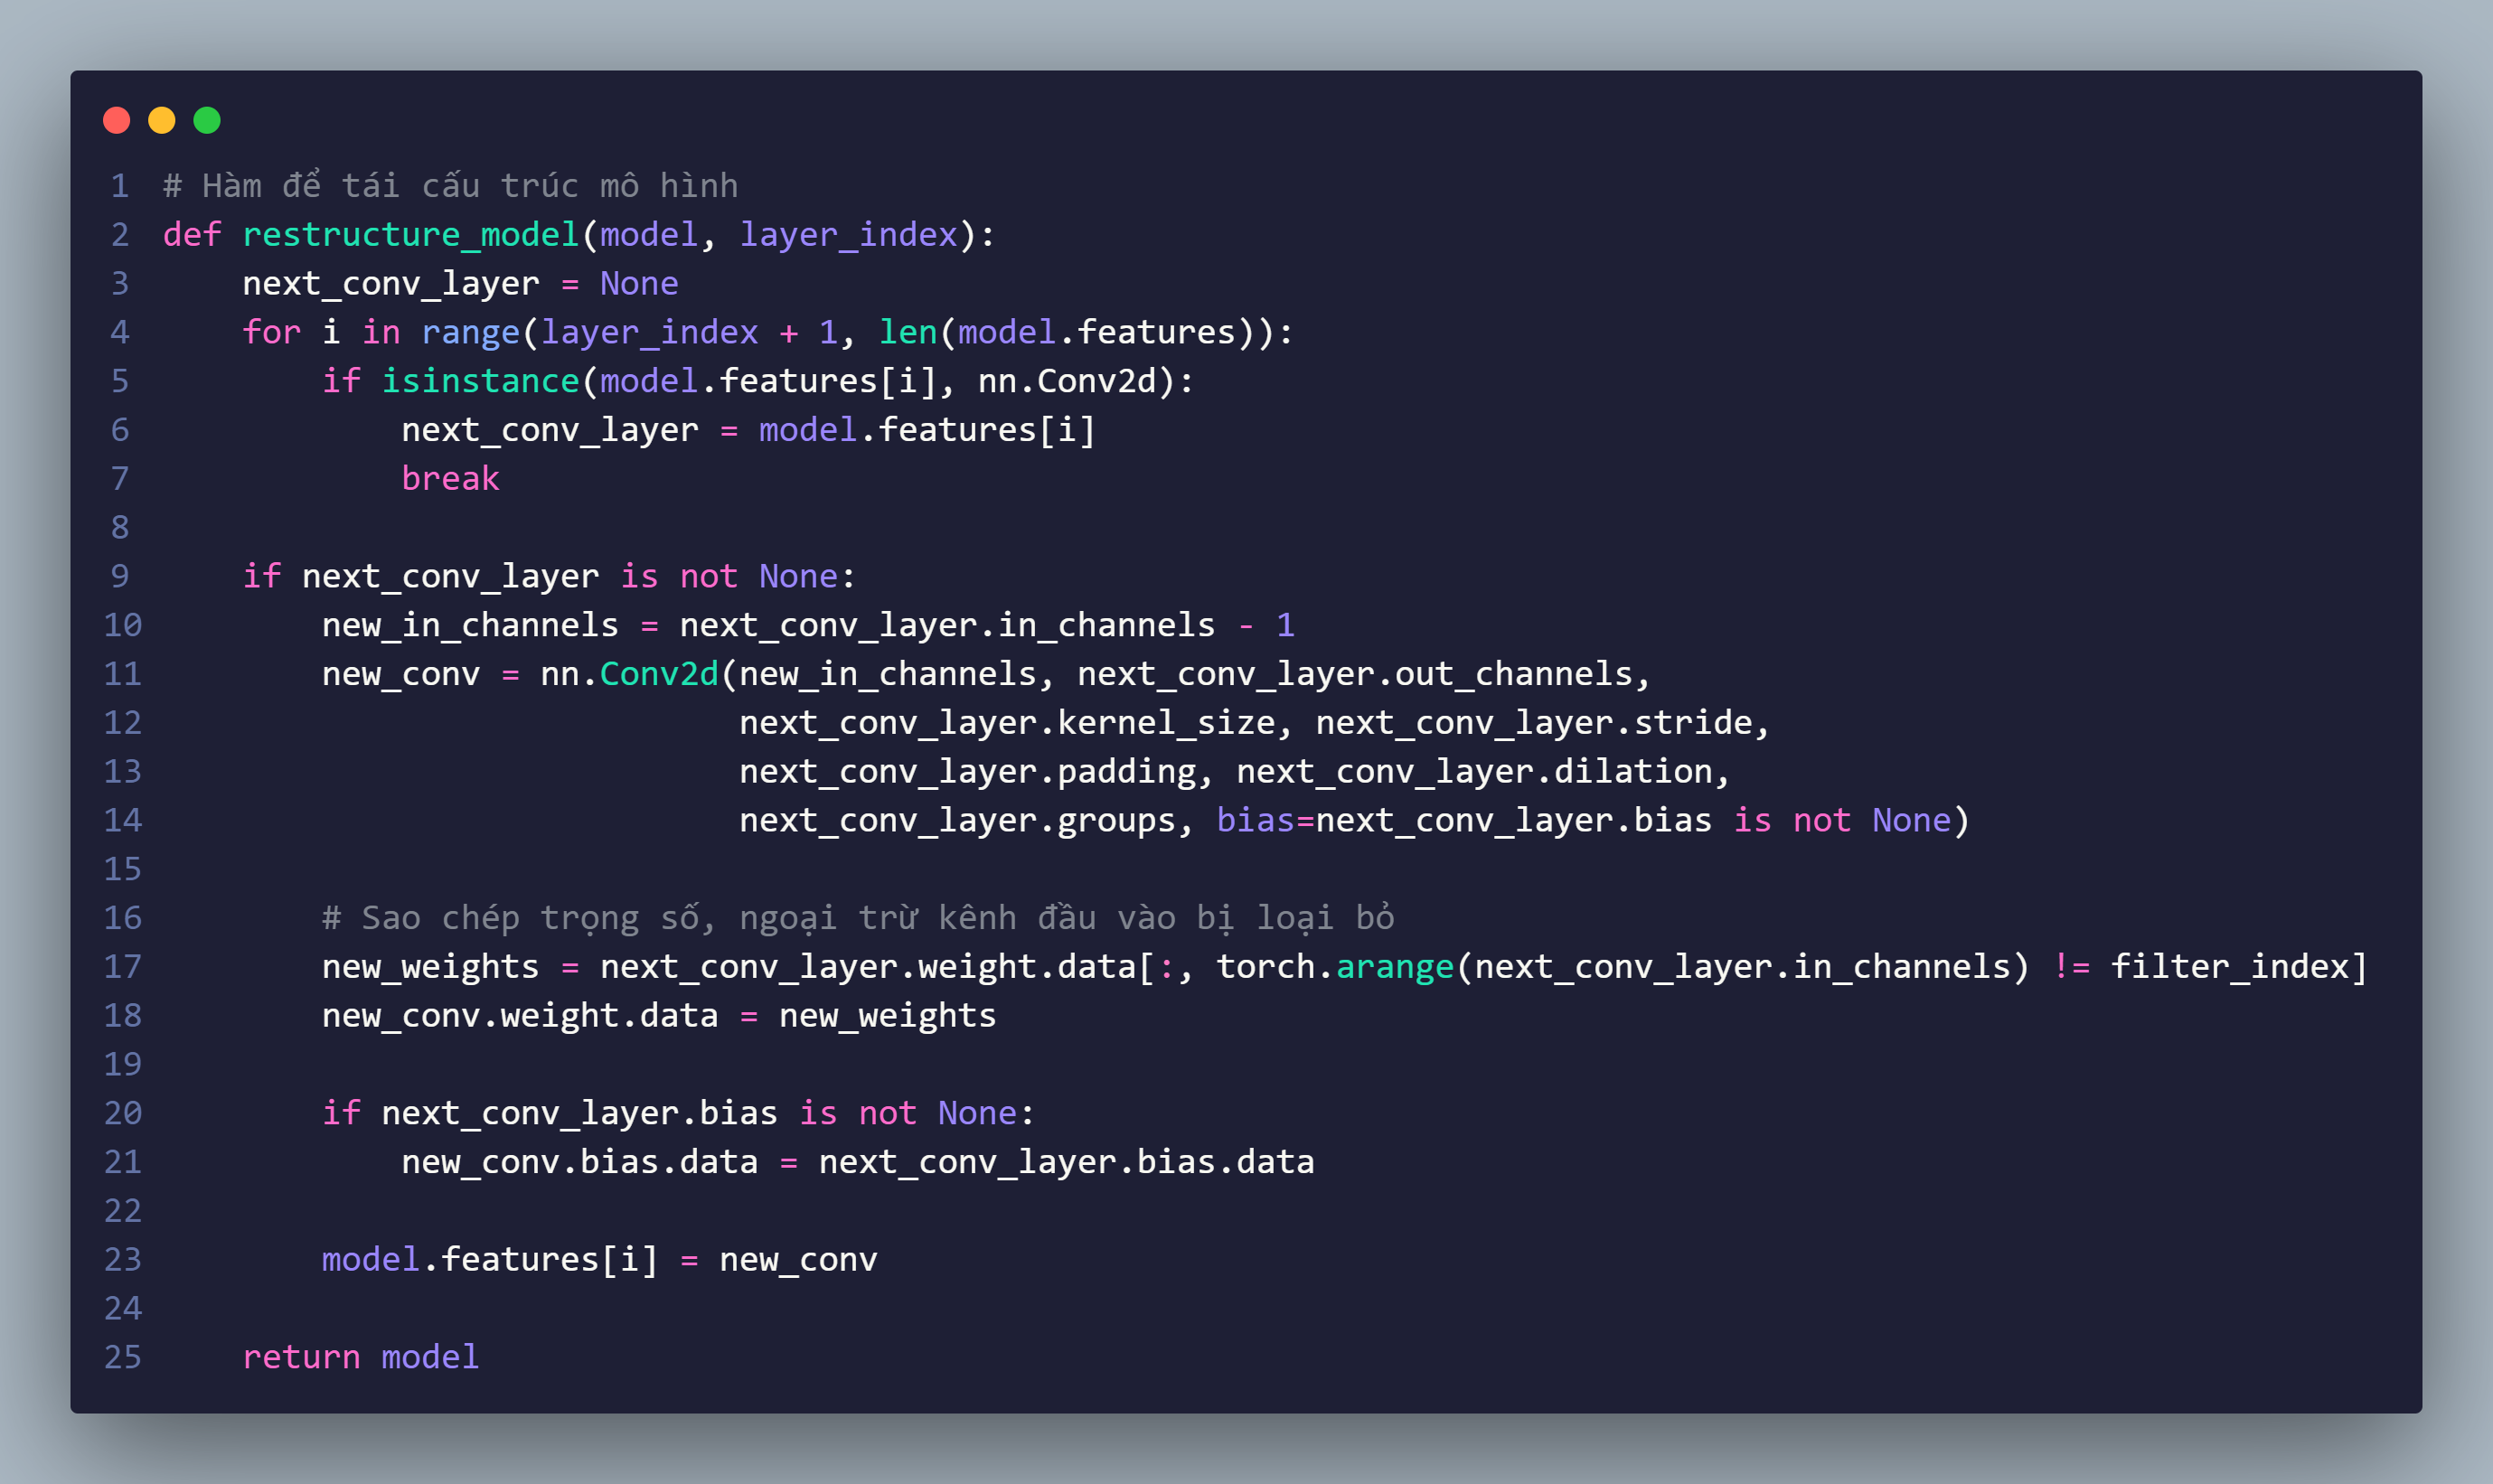 1 # Hàm để tái cấu trúc mô hình
2 def restructure_model(model, layer_index):
3     next_conv_layer = None
4     for i in range(layer_index + 1, len(model.features)):
5         if isinstance(model.features[i], nn.Conv2d):
6             next_conv_layer = model.features[i]
7             break
8
9     if next_conv_layer is not None:
10         new_in_channels = next_conv_layer.in_channels - 1
11         new_conv = nn.Conv2d(new_in_channels, next_conv_layer.out_channels,
12                              next_conv_layer.kernel_size, next_conv_layer.stride,
13                              next_conv_layer.padding, next_conv_layer.dilation,
14                              next_conv_layer.groups, bias=next_conv_layer.bias is not None)
15
16         # Sao chép trọng số, ngoại trừ kênh đầu vào bị loại bỏ
17         new_weights = next_conv_layer.weight.data[:, torch.arange(next_conv_layer.in_channels) != filter_index]
18         new_conv.weight.data = new_weights
19
20         if next_conv_layer.bias is not None:
21             new_conv.bias.data = next_conv_layer.bias.data
22
23         model.features[i] = new_conv
24
25     return model